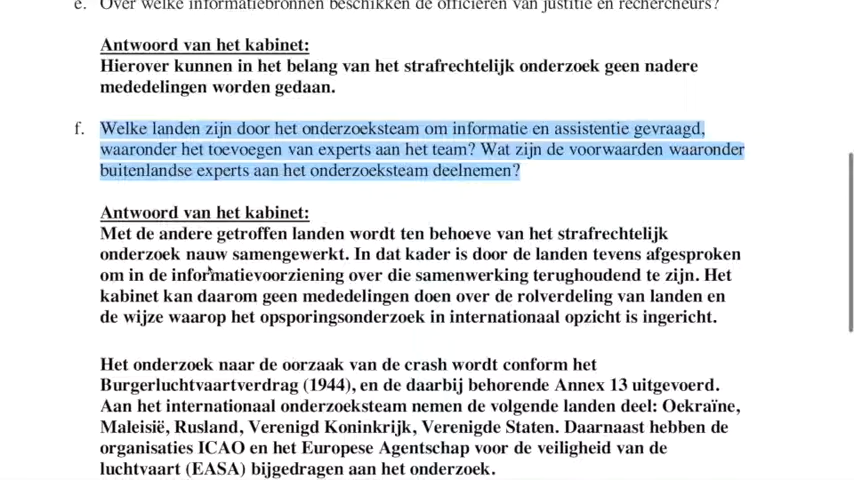 e. Over welke informatiebronnen beschikken de officieren van justitie en rechercheurs?
Antwoord van het kabinet:
Hierover kunnen in het belang van het strafrechtelijk onderzoek geen nadere
mededelingen worden gedaan.
f. Welke landen zijn door het onderzoeksteam om informatie en assistentie gevraagd,
waaronder het toevoegen van experts aan het team? Wat zijn de voorwaarden waaronder
buitenlandse experts aan het onderzoeksteam deelnemen?
Antwoord van het kabinet:
Met de andere getroffen landen wordt ten behoeve van het strafrechtelijk
onderzoek nauw samengewerkt. In dat kader is door de landen tevens afgesproken
om in de informatievoorziening over die samenwerking terughoudend te zijn. Het
kabinet kan daarom geen mededelingen doen over de rolverdeling van landen en
de wijze waarop het opsporingsonderzoek in internationaal opzicht is ingericht.
Het onderzoek naar de oorzaak van de crash wordt conform het
Burgerluchtvaartverdrag (1944), en de daarbij behorende Annex 13 uitgevoerd.
Aan het internationaal onderzoeksteam nemen de volgende landen deel: Oekraïne,
Maleisië, Rusland, Verenigd Koninkrijk, Verenigde Staten. Daarnaast hebben de
organisaties ICAO en het Europese Agentschap voor de veiligheid van de
luchtvaart (EASA) bijgedragen aan het onderzoek.